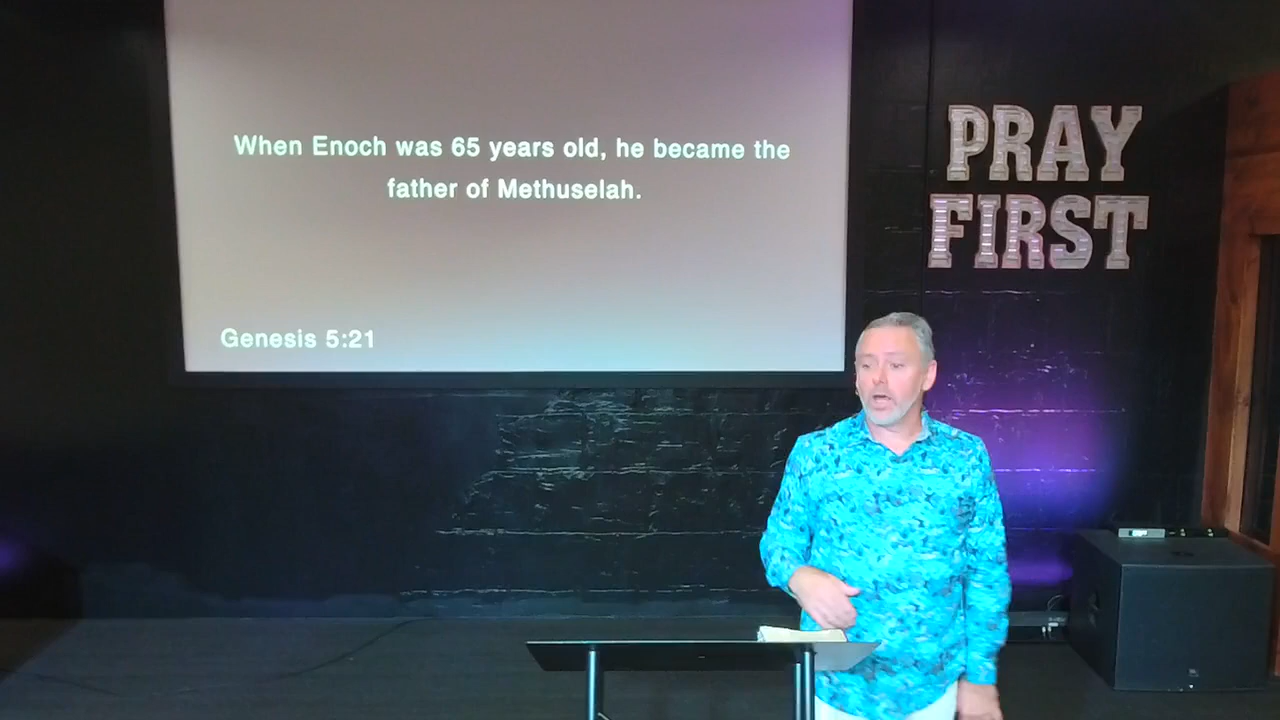 When Enoch was 65 years old, he became the
father of Methuselah.
Genesis 5:21
PRAY
FIRST